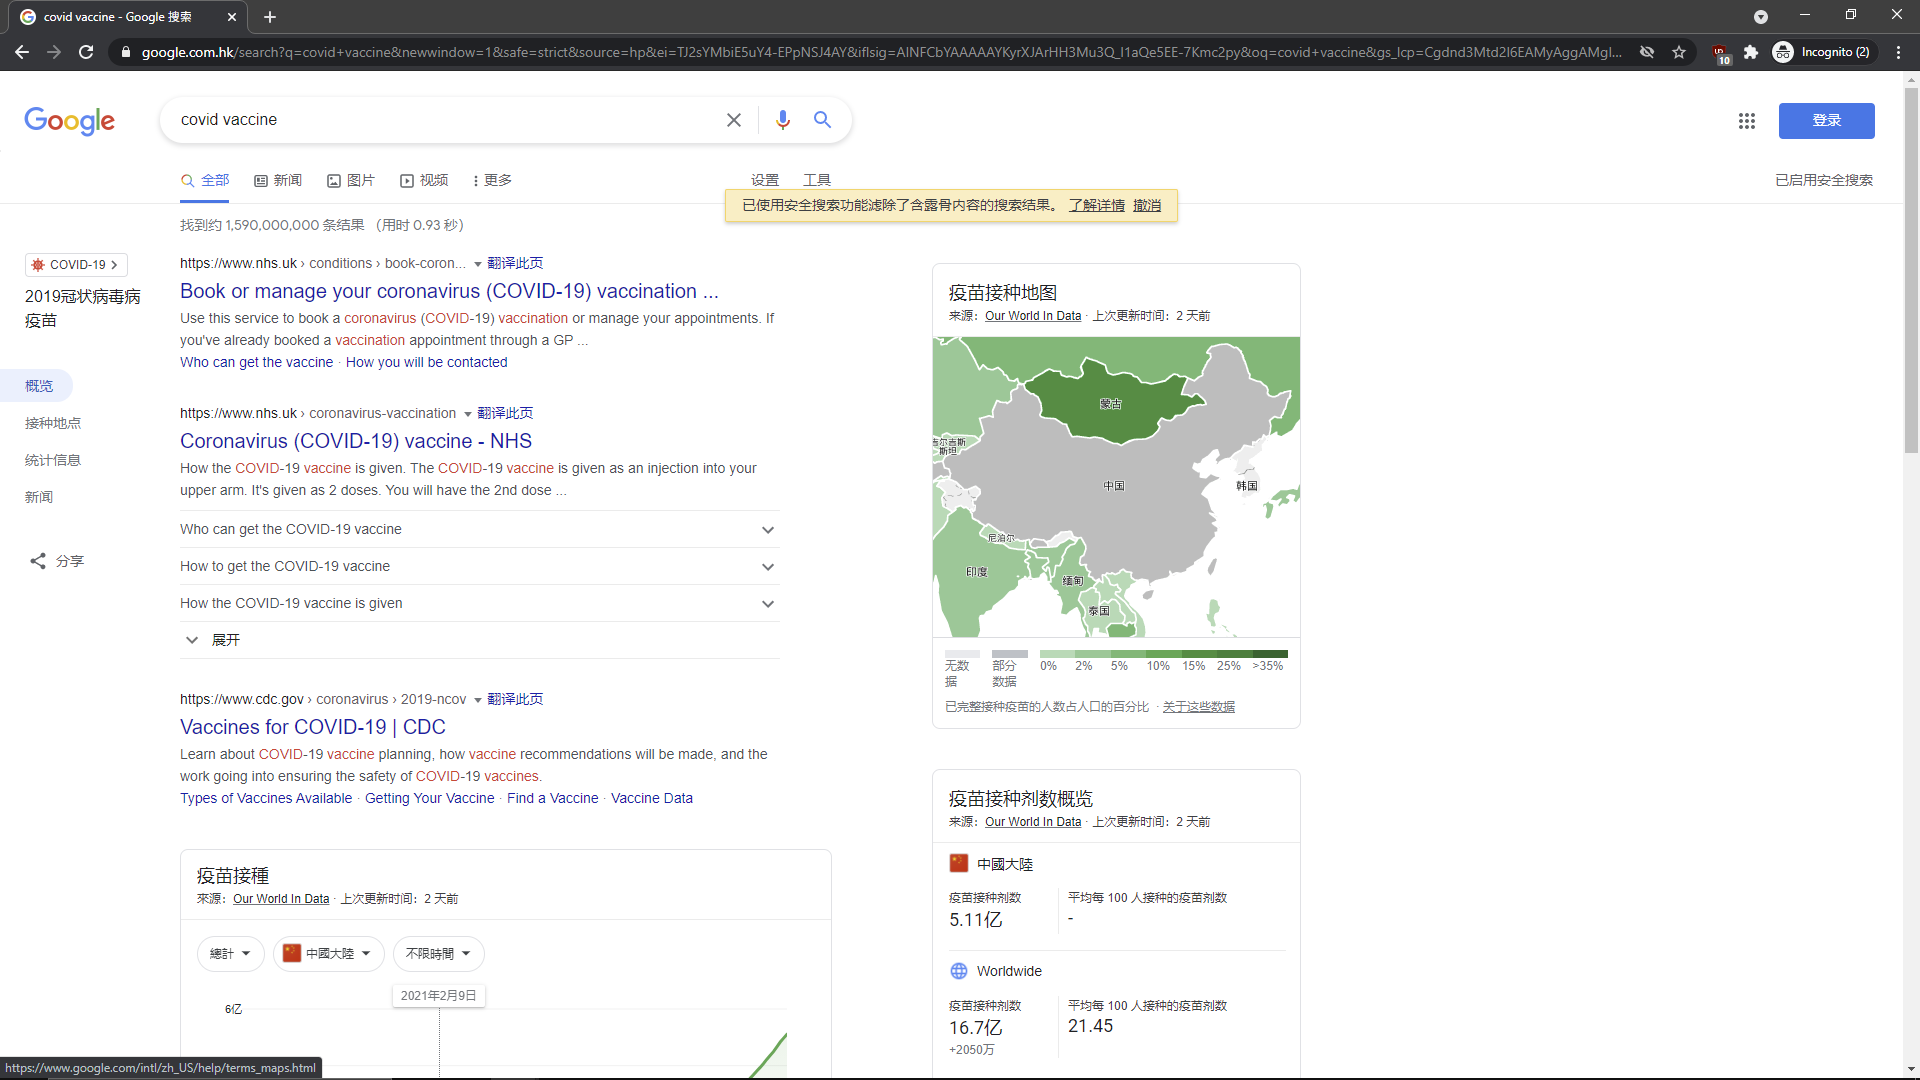 covid vaccine - Google 搜索
google.com.hk/search?q=covid+vaccine&newwindow=1&safe=strict&source=hp&ei=TJ2sYMbiE5uY4-EPpNSJ4AY&iflsig=AINFCbYAAAAAYKyrXJArHH3Mu3Q_I1aQe5EE-7Kmc2py&oq=covid+vaccine&gs_lcp=Cgdnd3Mtd2l6EAMyAggAMgI...
10
Incognito (2)
Google
covid vaccine
登录
全部
新闻
图片
视频
更多
设置
工具
已启用安全搜索
已使用安全搜索功能滤除了含露骨内容的搜索结果。 了解详情 撤消
找到约 1,590,000,000 条结果 (用时 0.93 秒)
COVID-19
2019冠状病毒病
疫苗
概览
接种地点
统计信息
新闻
分享
https://www.nhs.uk › conditions › book-coron... 翻译此页
Book or manage your coronavirus (COVID-19) vaccination ...
Use this service to book a coronavirus (COVID-19) vaccination or manage your appointments. If
you've already booked a vaccination appointment through a GP ...
Who can get the vaccine · How you will be contacted
https://www.nhs.uk › coronavirus-vaccination 翻译此页
Coronavirus (COVID-19) vaccine - NHS
How the COVID-19 vaccine is given. The COVID-19 vaccine is given as an injection into your
upper arm. It's given as 2 doses. You will have the 2nd dose ...
Who can get the COVID-19 vaccine
How to get the COVID-19 vaccine
How the COVID-19 vaccine is given
展开
https://www.cdc.gov › coronavirus › 2019-ncov 翻译此页
Vaccines for COVID-19 | CDC
Learn about COVID-19 vaccine planning, how vaccine recommendations will be made, and the
work going into ensuring the safety of COVID-19 vaccines.
Types of Vaccines Available · Getting Your Vaccine · Find a Vaccine · Vaccine Data
疫苗接種
來源：Our World In Data · 上次更新时间：2 天前
總計
中國大陸
不限時間
2021年2月9日
6亿
疫苗接种地图
来源：Our World In Data · 上次更新时间：2 天前
蒙古
吉尔吉斯
斯坦
中国
韩国
尼泊尔
印度
缅甸
泰国
无数
据
部分
数据
0%
2%
5%
10%
15%
25%
>35%
已完整接种疫苗的人数占人口的百分比 · 关于这些数据
疫苗接种剂数概览
来源：Our World In Data · 上次更新时间：2 天前
中國大陸
疫苗接种剂数
5.11亿
平均每 100 人接种的疫苗剂数
-
Worldwide
疫苗接种剂数
16.7亿
+2050万
平均每 100 人接种的疫苗剂数
21.45
https://www.google.com/intl/zh_US/help/terms_maps.html